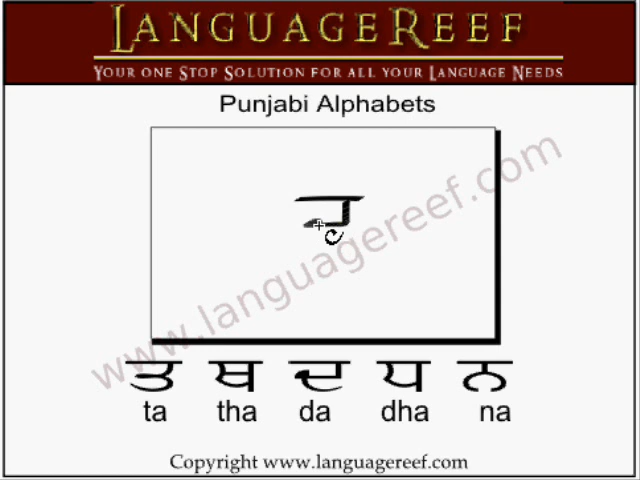 LANGUAGEREEF
YOUR ONE STOP SOLUTION FOR ALL YOUR LANGUAGE NEEDS
Punjabi Alphabets
www.languagereef.com
ਤ ਥ ਦ ਧ ਨ
ta tha da dha na
Copyright www.languagereef.com